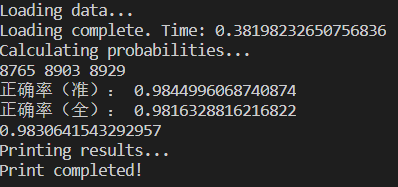 Loading data...
Loading complete. Time: 0.38198232650756836
Calculating probabilities...
8765 8903 8929
正确率（准）： 0.9844996068740874
正确率（全）： 0.9816328816216822
0.9830641543292957
Printing results...
Print completed!